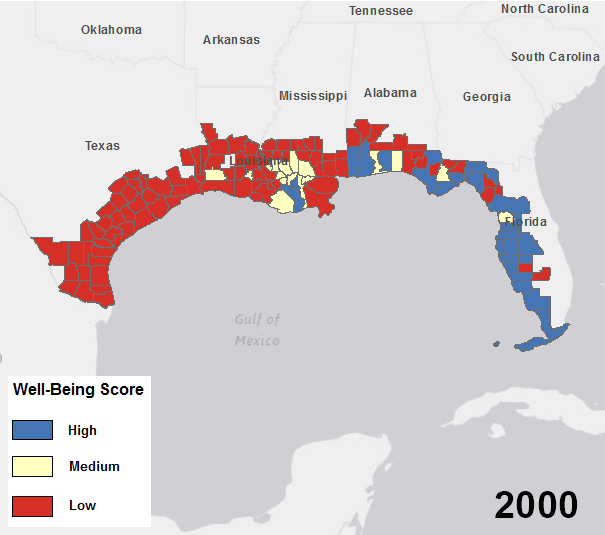 Tennessee
North Carolina
Oklahoma
Arkansas
South Carolina
Mississippi
Alabama
Georgia
Texas
Louisiana
Florida
Gulf of
Mexico
Well-Being Score
High
Medium
Low
2000